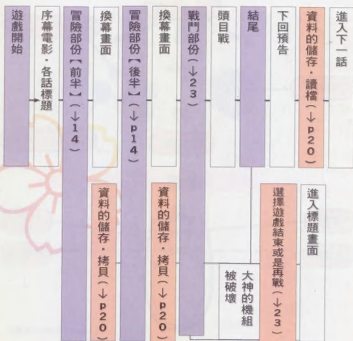 遊戲開始
序幕電影・各話標題
冒險部份【前半】(→14)
換幕畫面
冒險部份【後半】(→p14)
換幕畫面
戰鬥部份(→23)
頭目戰
結尾
下回預告
資料的儲存・讀檔(→p20)
進入下一話
資料的儲存・拷貝(→p20)
資料的儲存・拷貝(→p20)
大神的機組
被破壞
選擇遊戲結束或是再戰(→23)
進入標題畫面